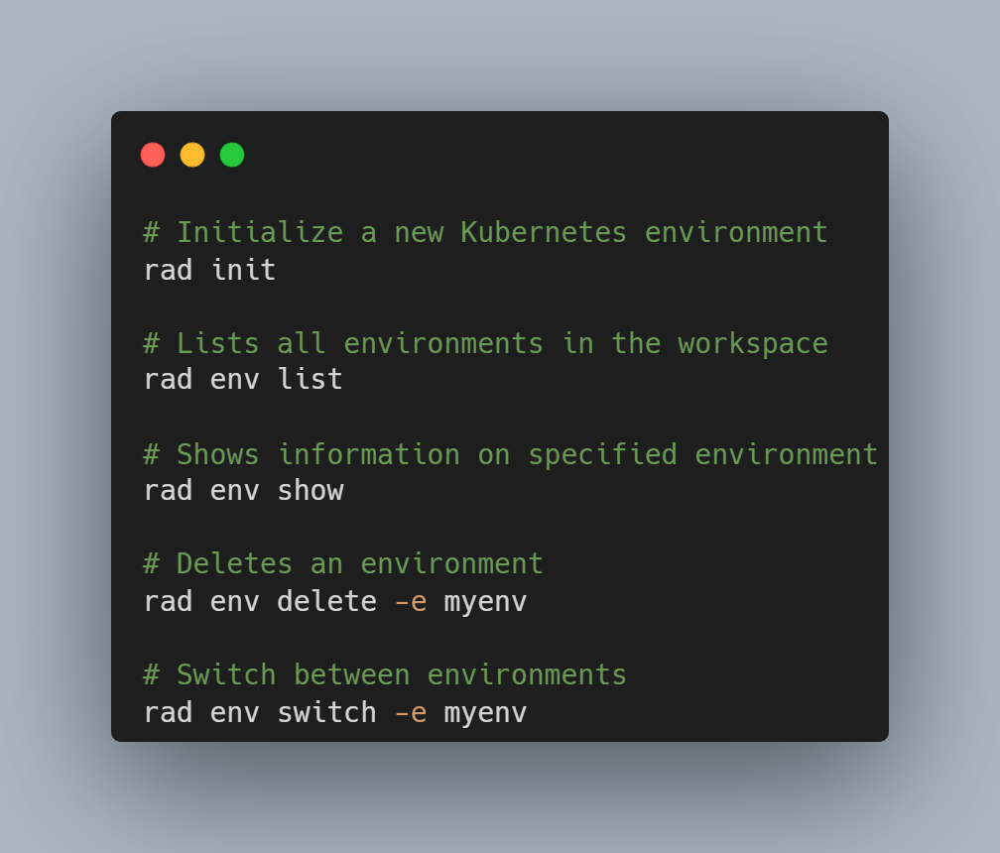 # Initialize a new Kubernetes environment
rad init
# Lists all environments in the workspace
rad env list
# Shows information on specified environment
rad env show
# Deletes an environment
rad env delete -e myenv
# Switch between environments
rad env switch -e myenv